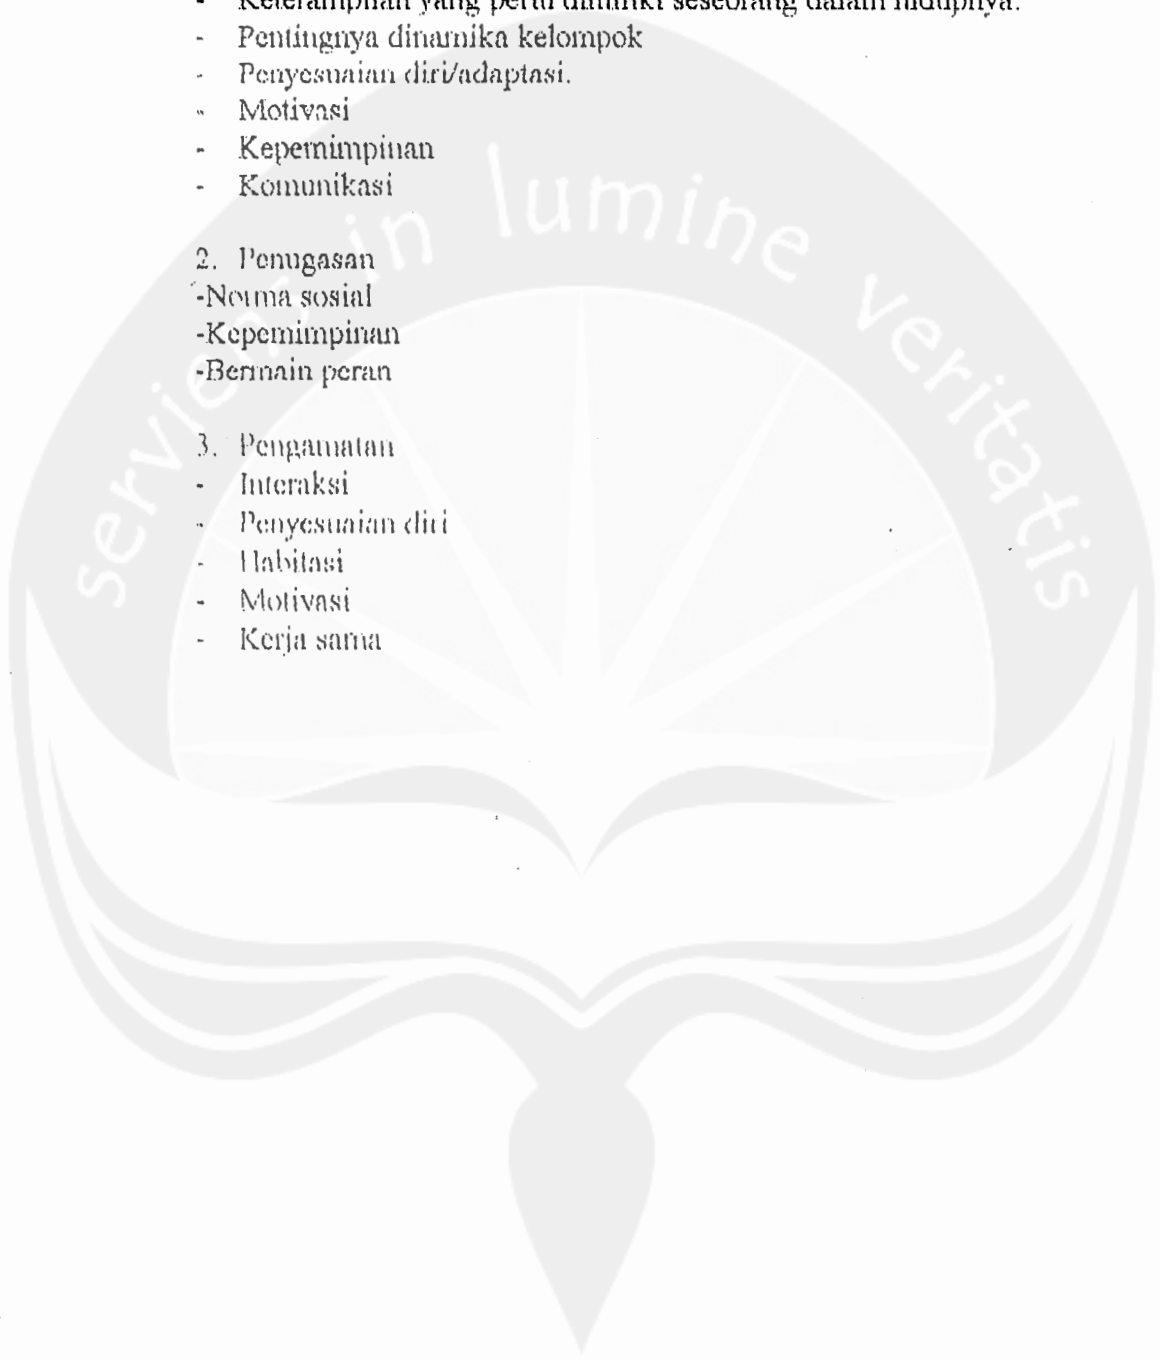 - Keterampilan yang perlu dimiliki seseorang dalam hidupnya.
- Pentingnya dinamika kelompok
- Penyesuaian diri/adaptasi.
- Motivasi
- Kepemimpinan
- Komunikasi
2. Penugasan
-Norma sosial
-Kepemimpinan
-Bermain peran
3. Pengamatan
- Interaksi
- Penyesuaian diri
- Habitasi
- Motivasi
- Kerja sama
serviens in lumine veritatis